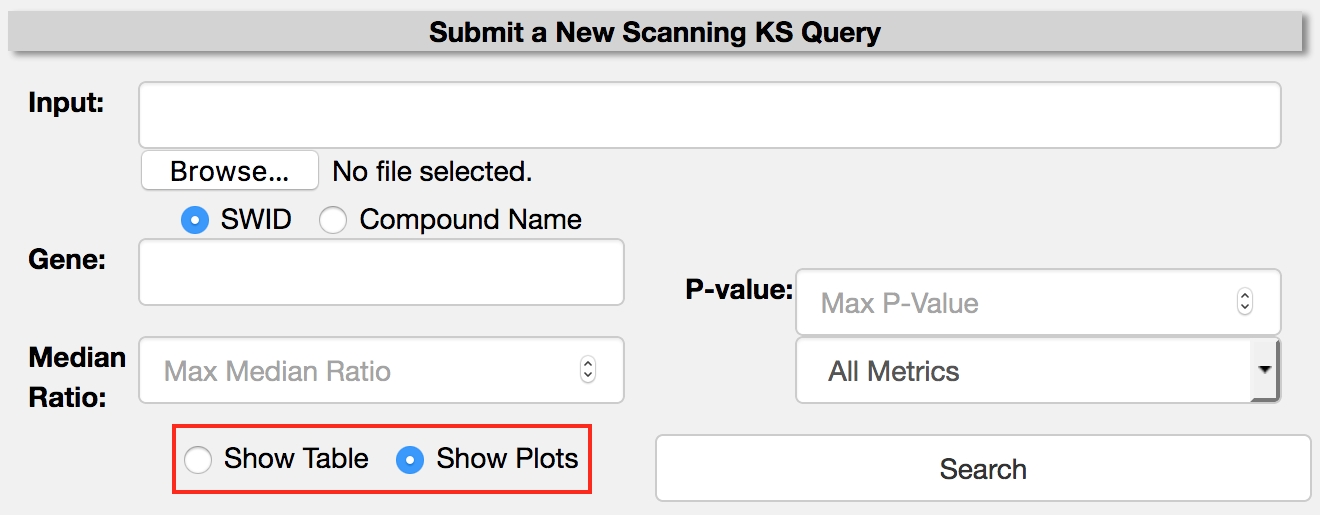 Submit a New Scanning KS Query
Input:
Browse... No file selected.
SWID Compound Name
Gene:
P-value: Max P-Value
Median Ratio: Max Median Ratio
All Metrics
Show Table Show Plots
Search